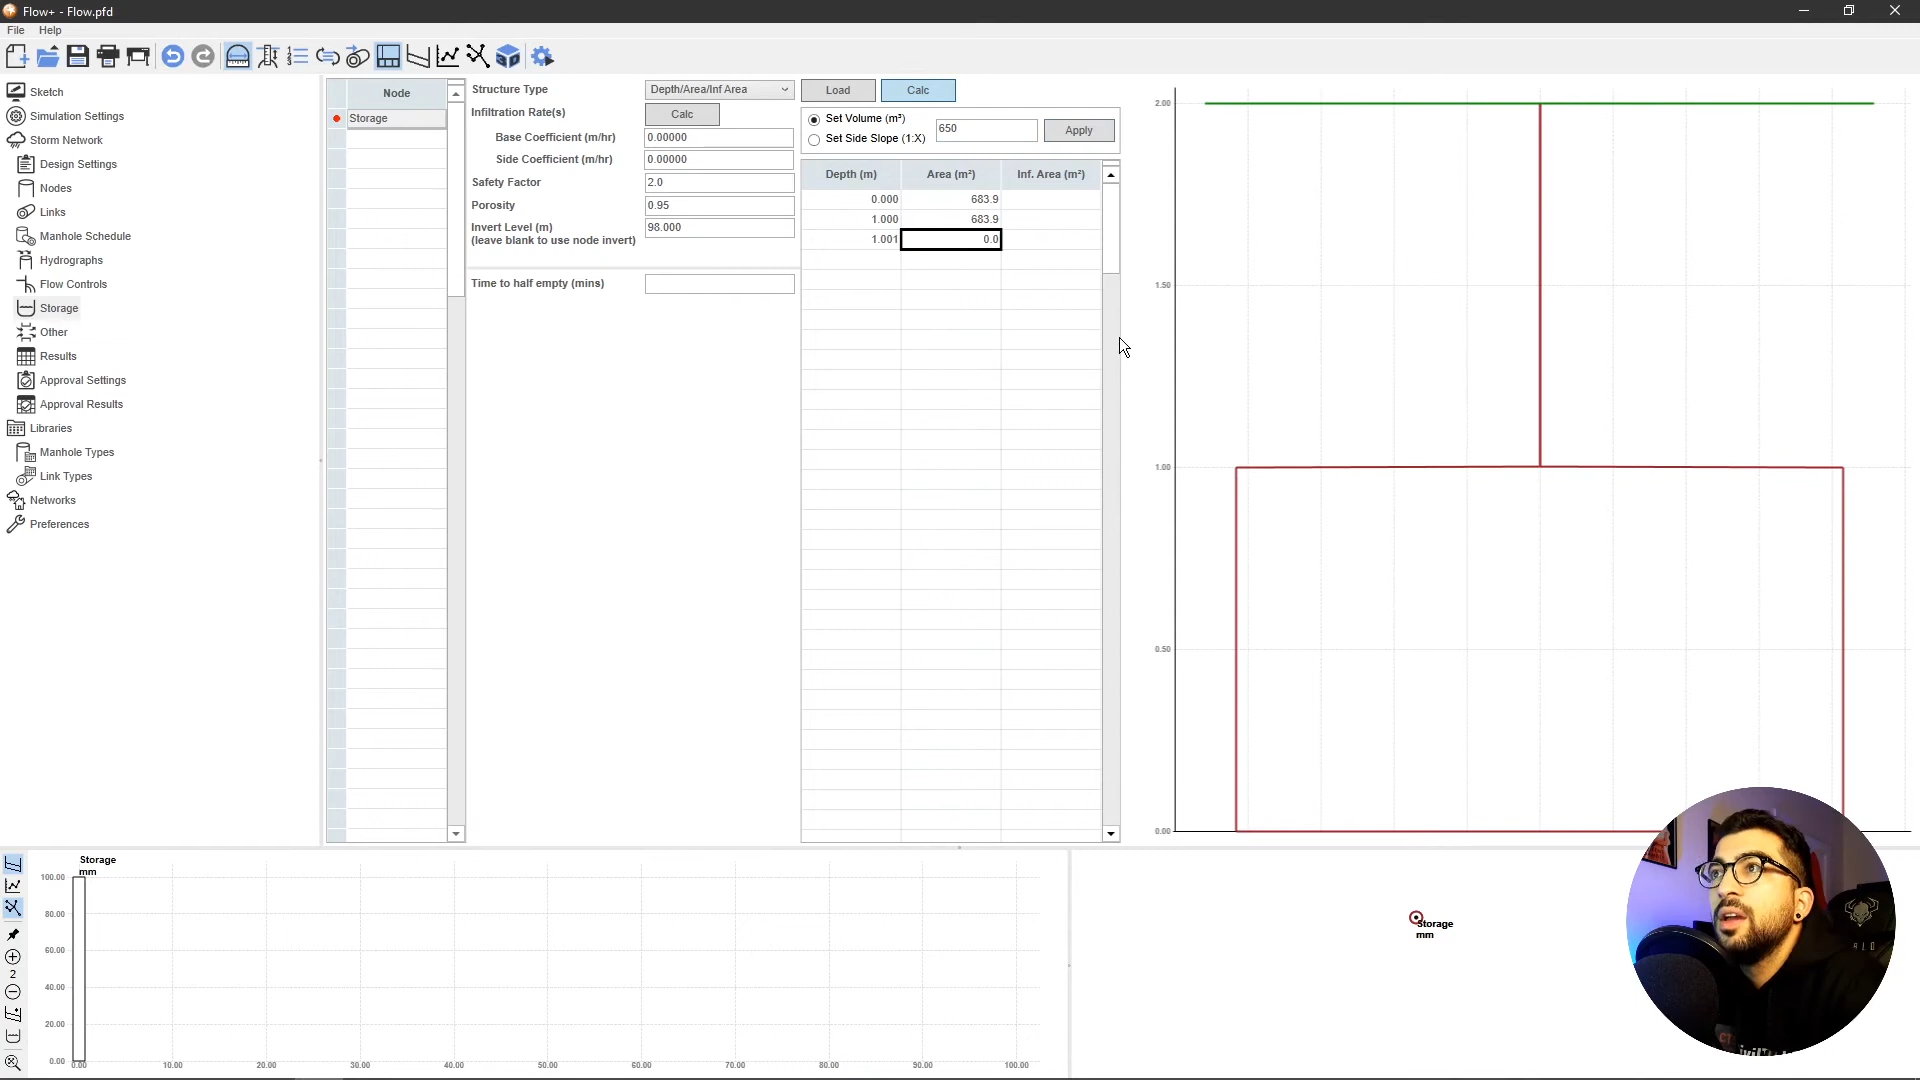 Flow+ - Flow.pfd
File Help
Sketch
Simulation Settings
Storm Network
Design Settings
Nodes
Links
Manhole Schedule
Hydrographs
Flow Controls
Storage
Other
Results
Approval Settings
Approval Results
Libraries
Manhole Types
Link Types
Networks
Preferences
Node
Storage
Structure Type Depth/Area/Inf Area
Infiltration Rate(s) Calc
Base Coefficient (m/hr) 0.00000
Side Coefficient (m/hr) 0.00000
Safety Factor 2.0
Porosity 0.95
Invert Level (m) 98.000
(leave blank to use node invert)
Time to half empty (mins)
Load Calc
Set Volume (m³)
Set Side Slope (1:X)
650 Apply
Depth (m) Area (m²) Inf. Area (m²)
0.000 683.9
1.000 683.9
1.001 0.0
2.00
1.50
1.00
0.50
0.00
3D
2
Storage
mm
100.00
80.00
60.00
40.00
20.00
0.00
0.00 10.00 20.00 30.00 40.00 50.00 60.00 70.00 80.00 90.00 100.00
Storage
mm